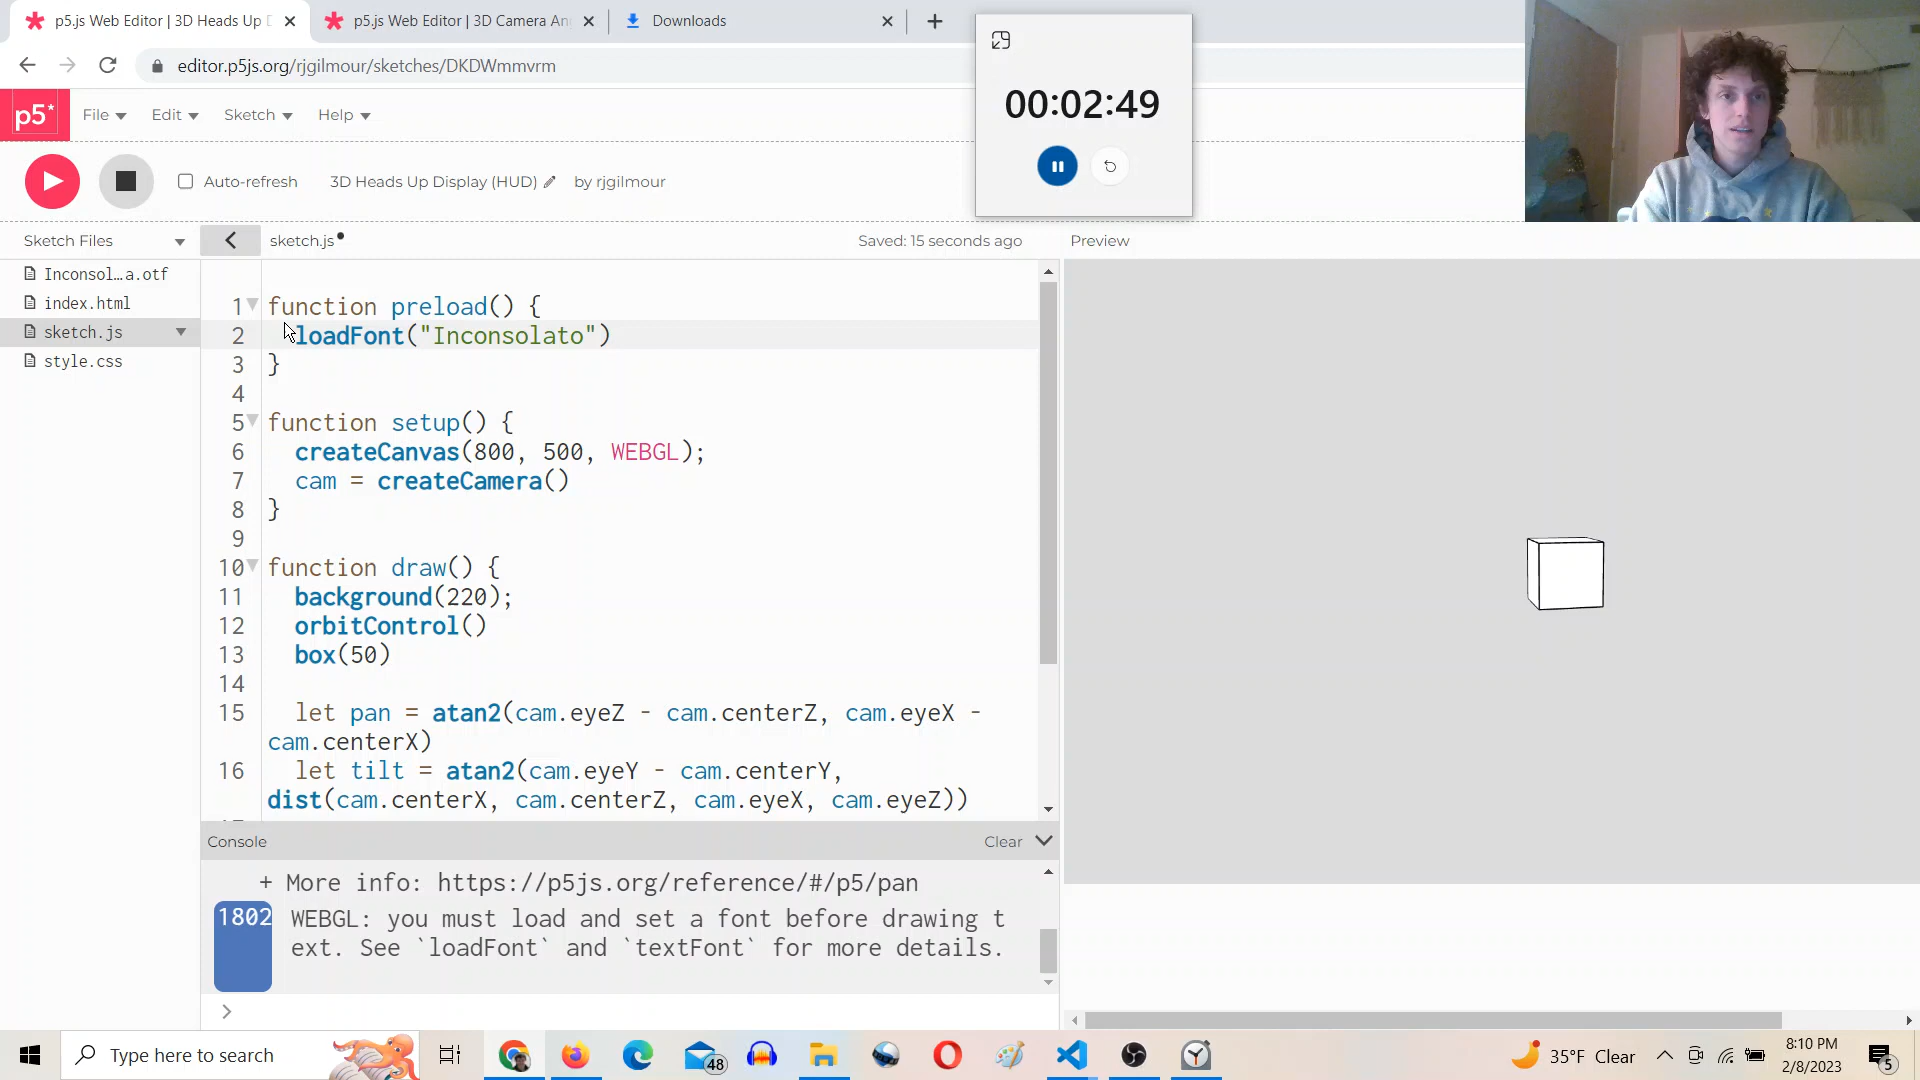 p5.js Web Editor | 3D Heads Up D
p5.js Web Editor | 3D Camera An
Downloads
editor.p5js.org/rjgilmour/sketches/DKDWmmvrm
00:02:49
p5*
File
Edit
Sketch
Help
Auto-refresh
3D Heads Up Display (HUD)
by rjgilmour
Sketch Files
sketch.js
Saved: 15 seconds ago
Preview
Inconsol…a.otf
index.html
sketch.js
style.css
1 function preload() {
2 loadFont("Inconsolato")
3 }
4
5 function setup() {
6 createCanvas(800, 500, WEBGL);
7 cam = createCamera()
8 }
9
10 function draw() {
11 background(220);
12 orbitControl()
13 box(50)
14
15 let pan = atan2(cam.eyeZ - cam.centerZ, cam.eyeX -
cam.centerX)
16 let tilt = atan2(cam.eyeY - cam.centerY,
dist(cam.centerX, cam.centerZ, cam.eyeX, cam.eyeZ))
Console
Clear
+ More info: https://p5js.org/reference/#/p5/pan
1802 WEBGL: you must load and set a font before drawing t
ext. See `loadFont` and `textFont` for more details.
>
Type here to search
48
35°F Clear
8:10 PM
2/8/2023
5